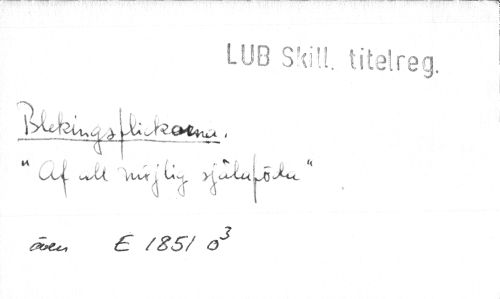 LUB Skill. titelreg.
Blekingsflickorna.
"Af all möjlig själaföda"
även E 1851 o³